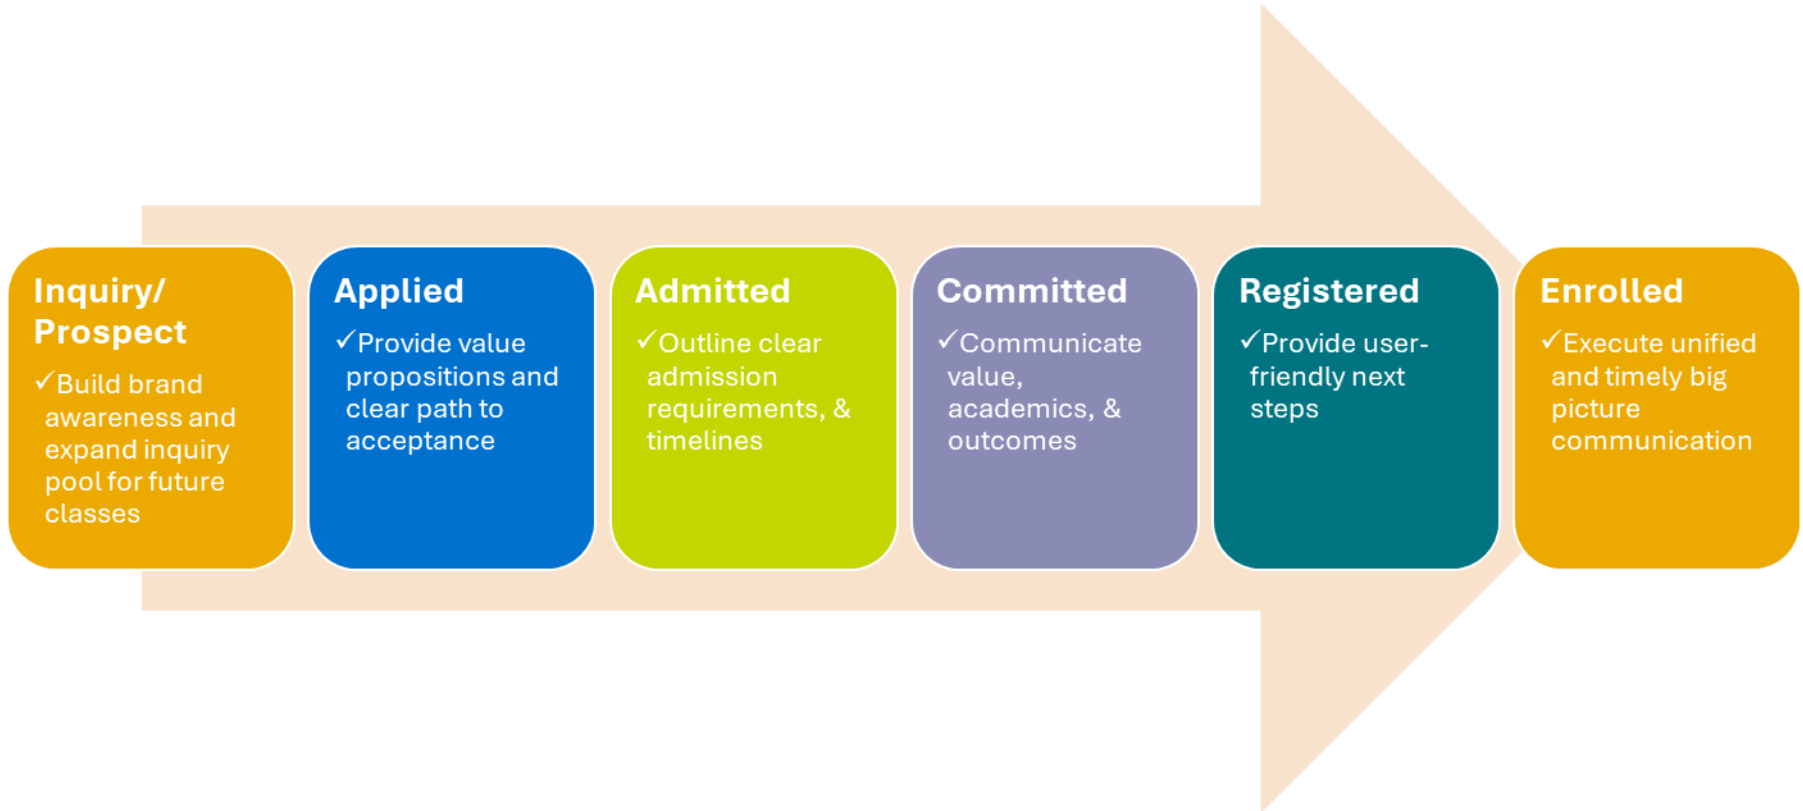 Inquiry/
Prospect
✓Build brand
awareness and
expand inquiry
pool for future
classes
Applied
✓Provide value
propositions and
clear path to
acceptance
Admitted
✓Outline clear
admission
requirements, &
timelines
Committed
✓Communicate
value,
academics, &
outcomes
Registered
✓Provide user-
friendly next
steps
Enrolled
✓Execute unified
and timely big
picture
communication